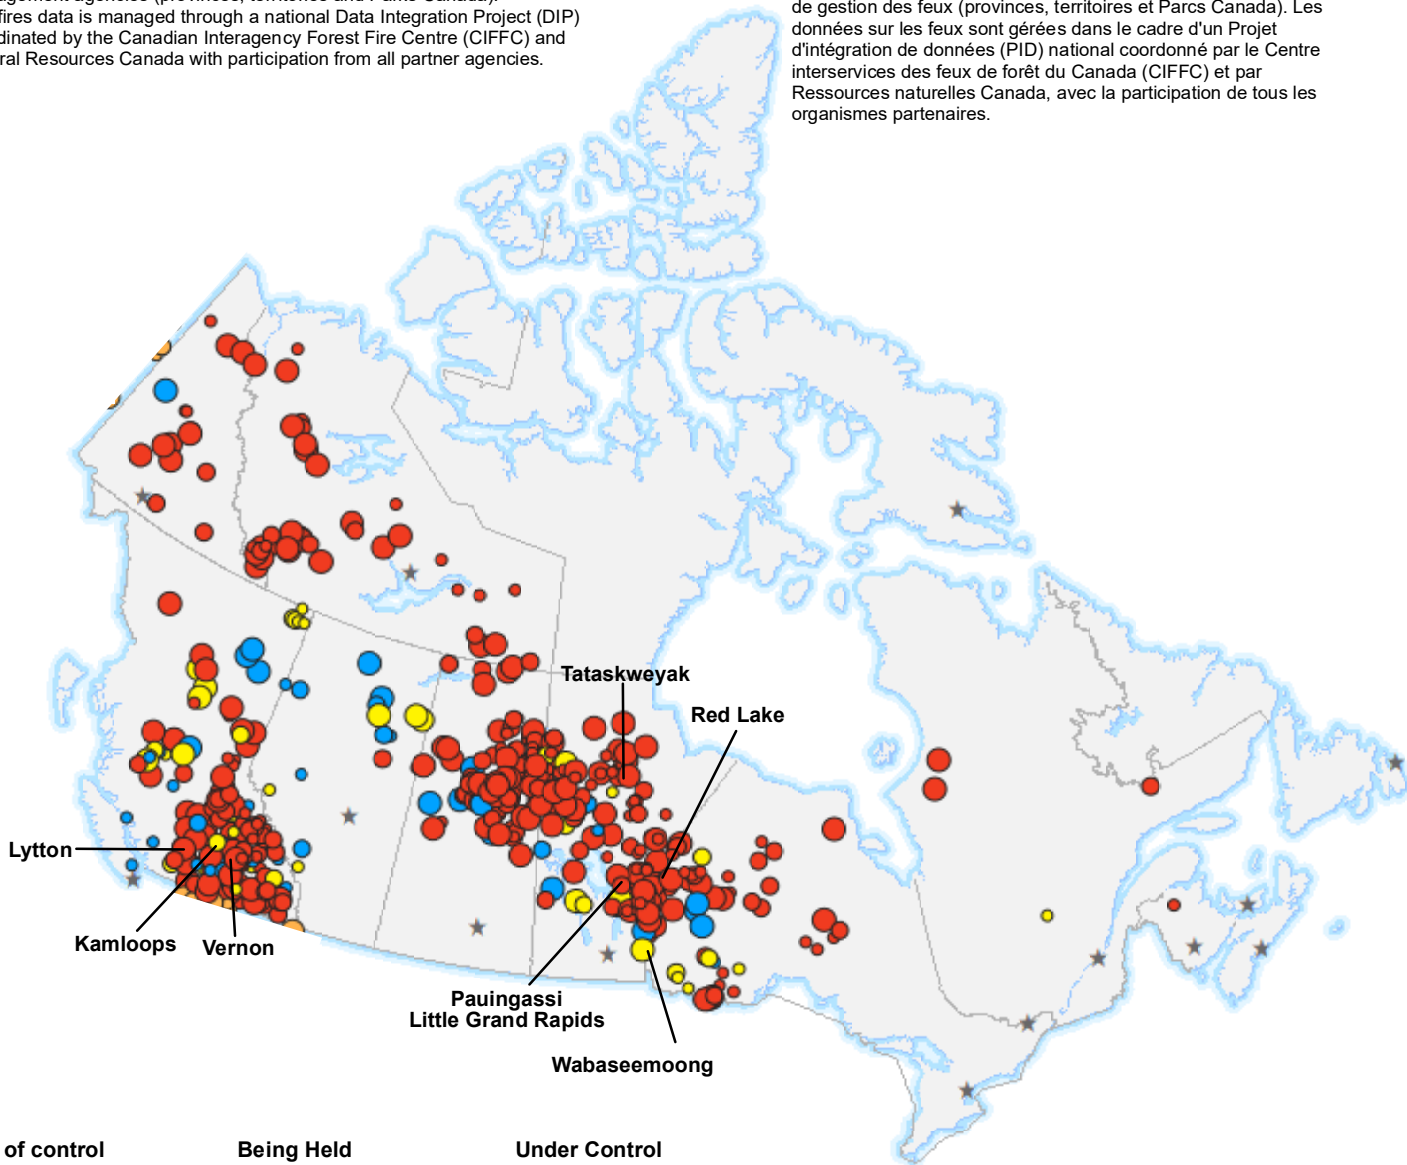 fires data is managed through a national Data Integration Project (DIP)
dinated by the Canadian Interagency Forest Fire Centre (CIFFC) and
ral Resources Canada with participation from all partner agencies.
de gestion des feux (provinces, territoires et Parcs Canada). Les
données sur les feux sont gérées dans le cadre d'un Projet
d'intégration de données (PID) national coordonné par le Centre
interservices des feux de forêt du Canada (CIFFC) et par
Ressources naturelles Canada, avec la participation de tous les
organismes partenaires.
Tataskweyak
Red Lake
Lytton
Kamloops
Vernon
Pauingassi
Little Grand Rapids
Wabaseemoong
of control
Being Held
Under Control